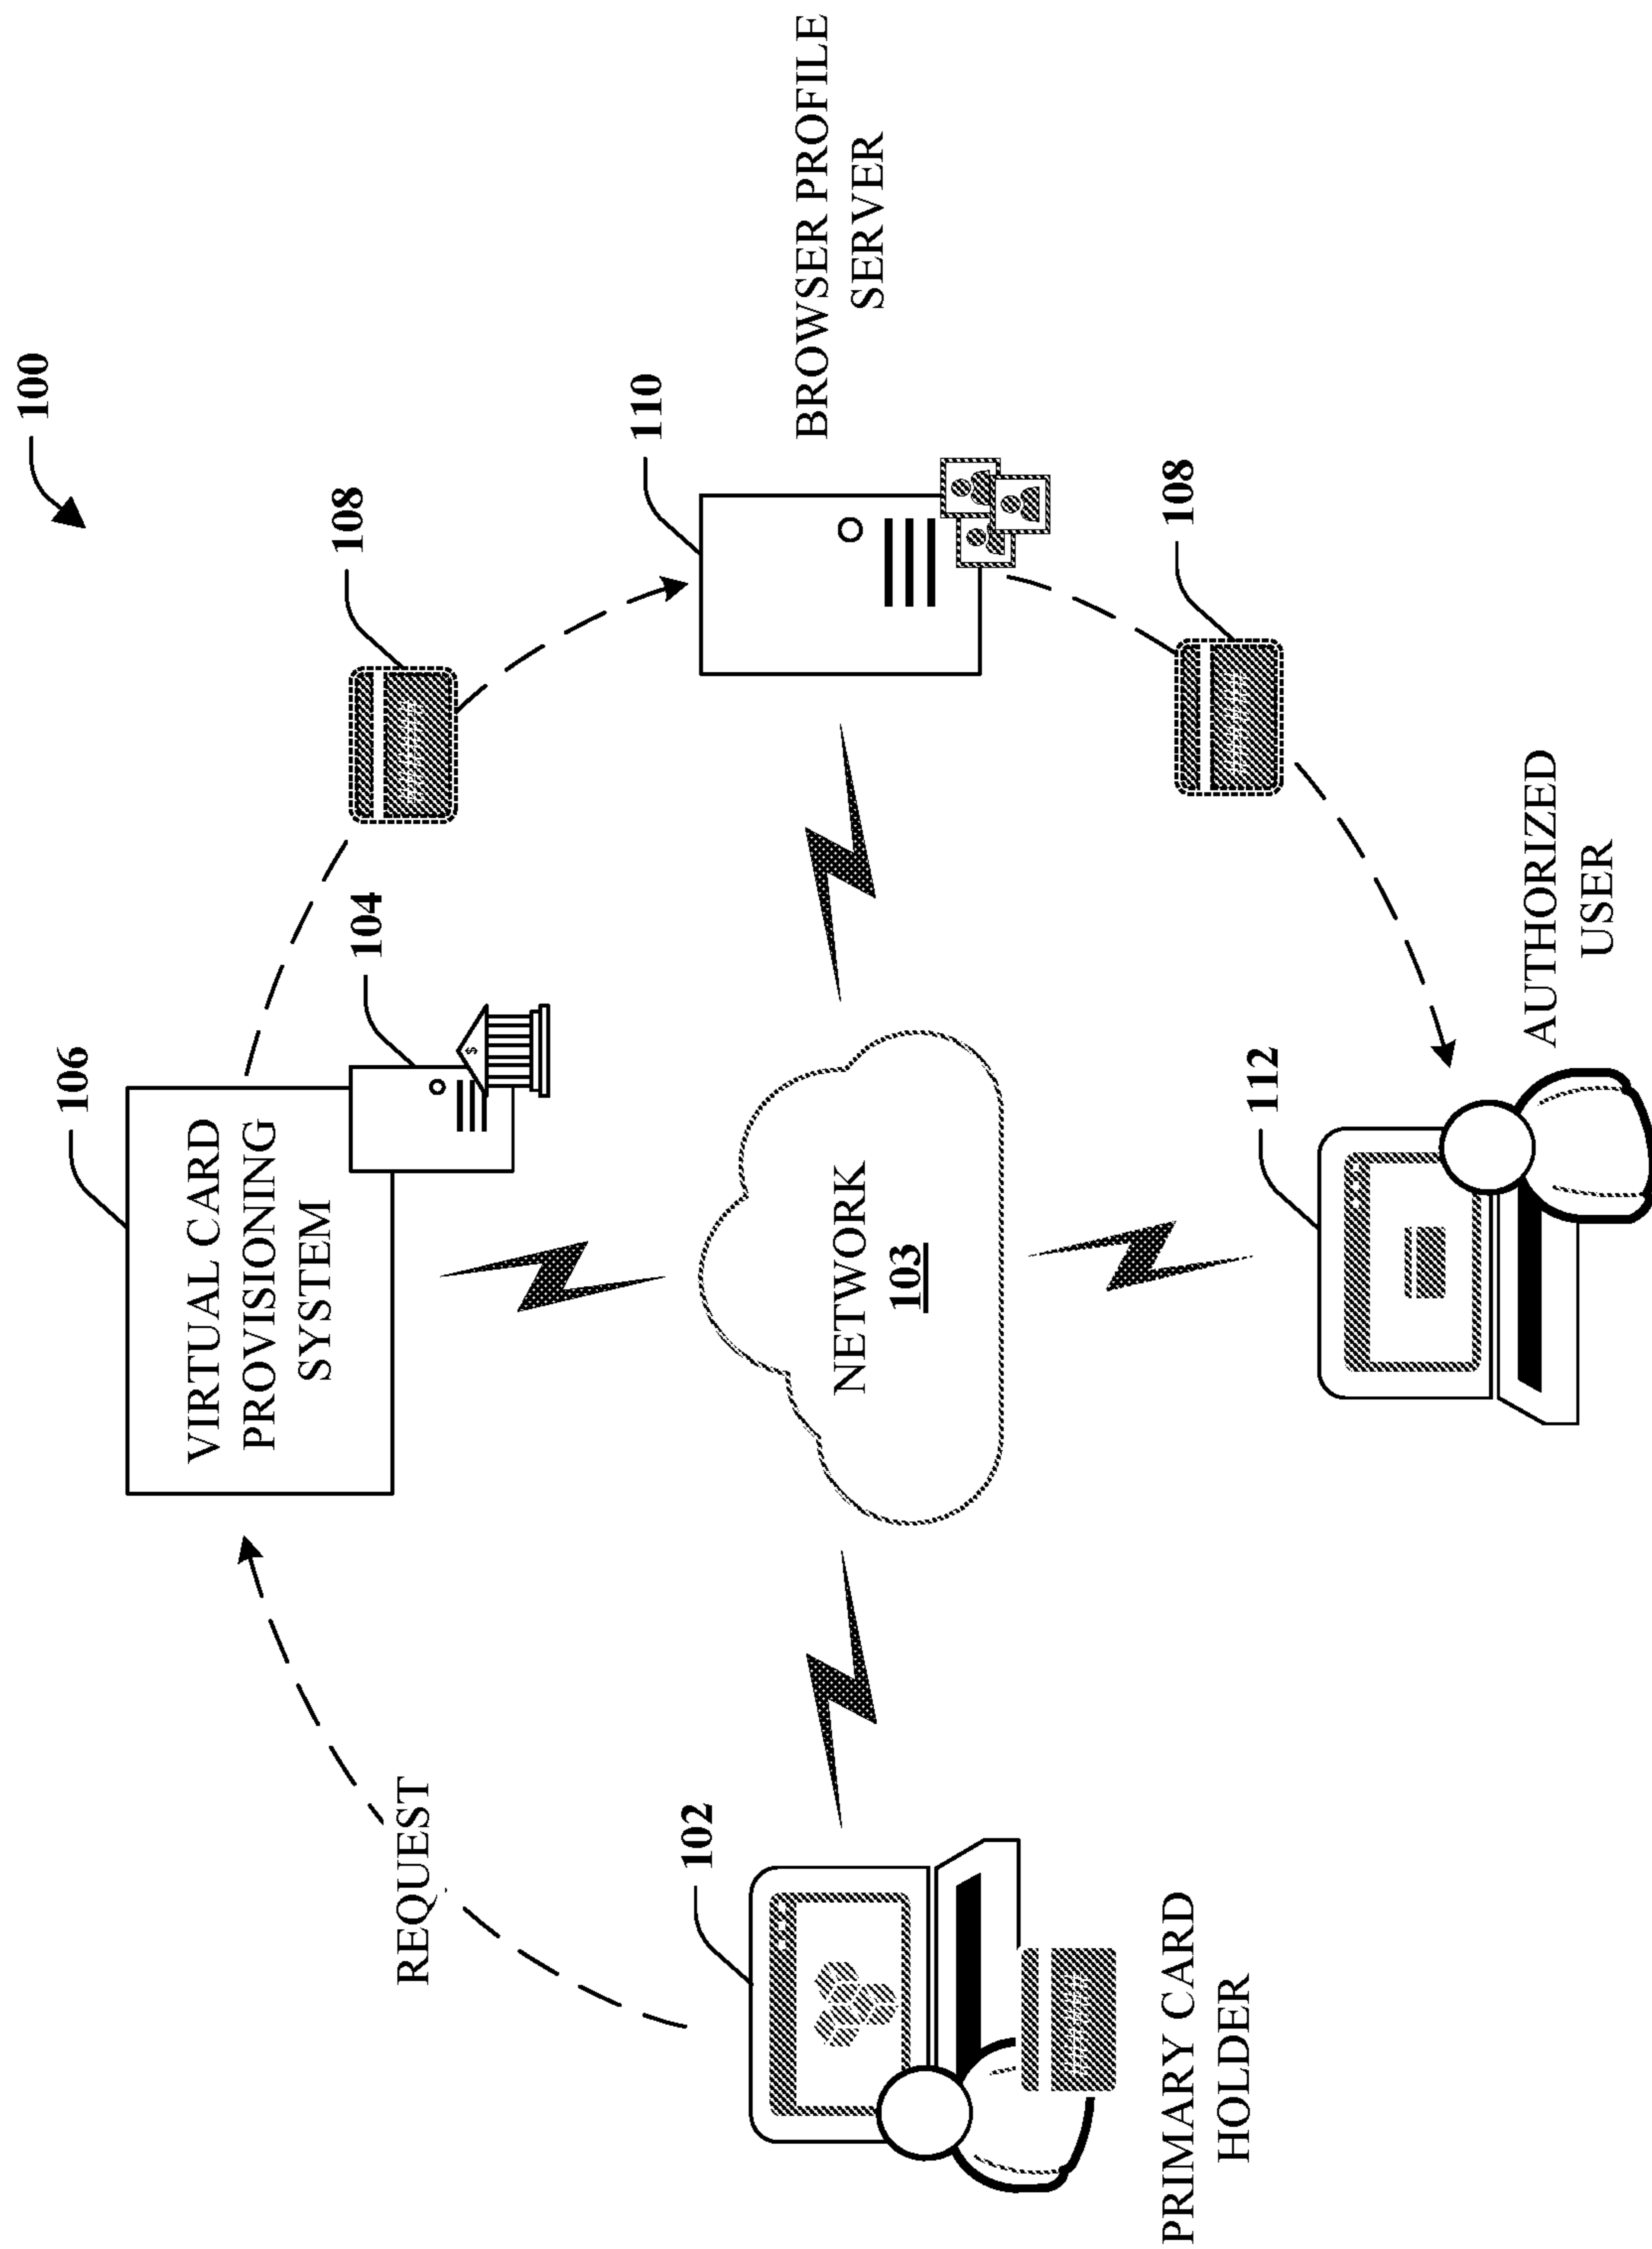 100
106
VIRTUAL CARD
PROVISIONING
SYSTEM
104
108
REQUEST
102
110
BROWSER PROFILE
SERVER
NETWORK
103
PRIMARY CARD
HOLDER
112
108
AUTHORIZED
USER